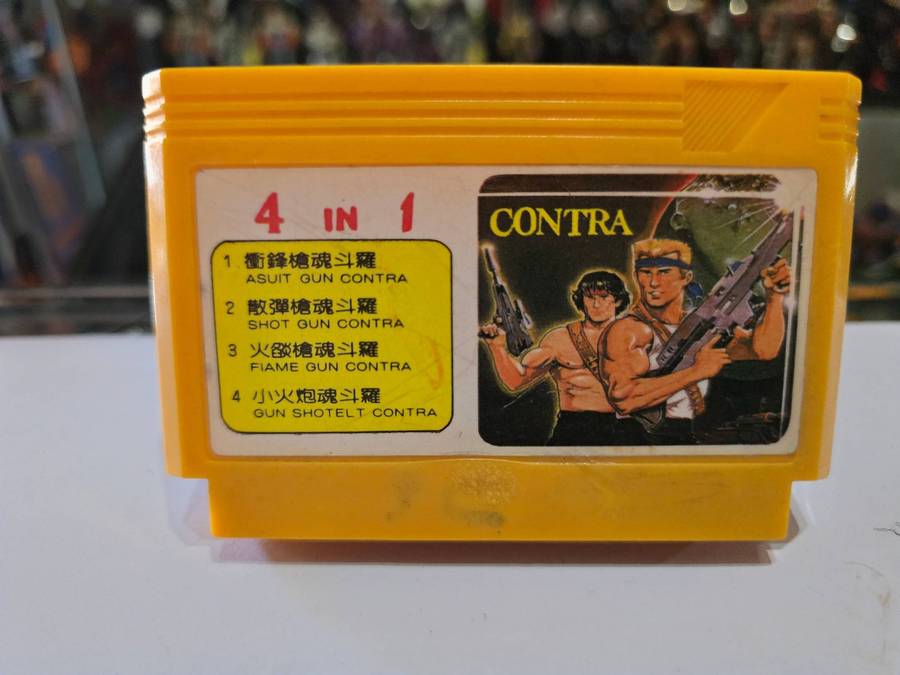 4 IN 1
CONTRA
1 衝鋒槍魂斗羅
ASUIT GUN CONTRA
2 散彈槍魂斗羅
SHOT GUN CONTRA
3 火燄槍魂斗羅
FIAME GUN CONTRA
4 小火炮魂斗羅
GUN SHOTELT CONTRA